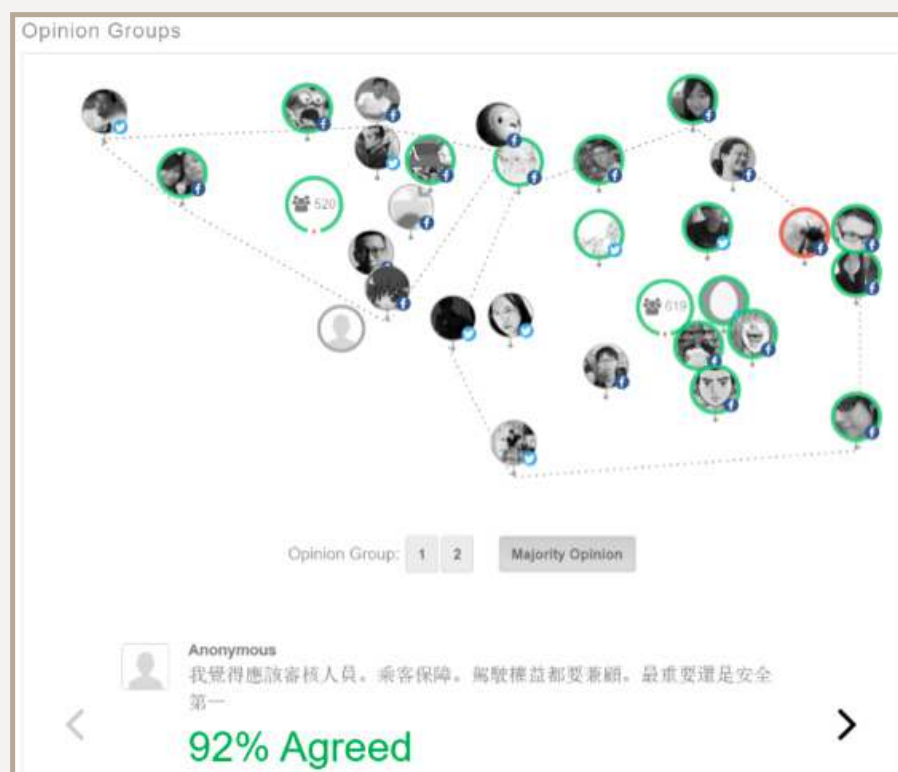 Opinion Groups
520
619
Opinion Group: 1 2 Majority Opinion
Anonymous
我覺得應該審核人員。乘客保障。駕駛權益都要兼顧。最重要還是安全
第一
92% Agreed